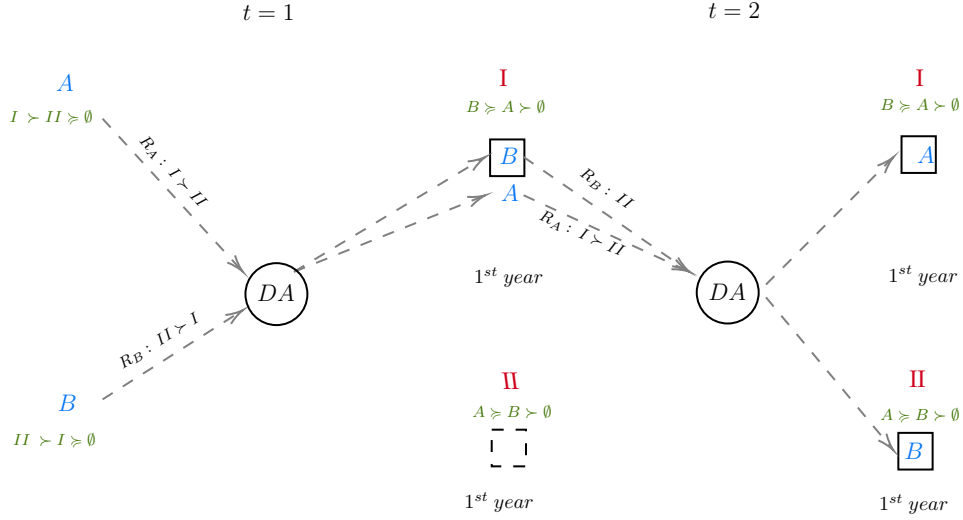 t = 1
t = 2
A
I ≻ II ≽ ∅
R_A : I ≻ II
I
B ≽ A ≻ ∅
B
A
1^{st} year
R_B : II
R_A : I ≻ II
I
B ≽ A ≻ ∅
A
1^{st} year
DA
DA
R_B : II ≻ I
B
II ≻ I ≽ ∅
II
A ≽ B ≻ ∅
1^{st} year
II
A ≽ B ≻ ∅
B
1^{st} year